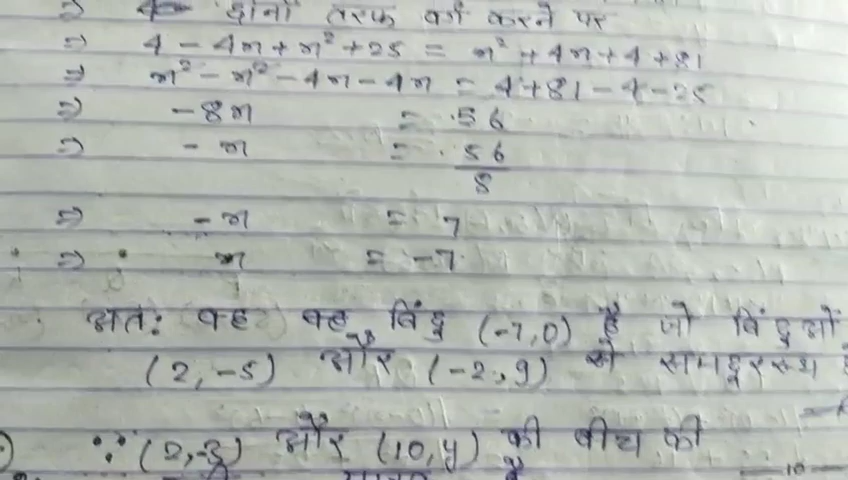 ⇒ दोनों तरफ वर्ग करने पर
⇒ 4 - 4x + x² + 25 = x² + 4x + 4 + 81
⇒ x² - x² - 4x - 4x = 4 + 81 - 4 - 25
⇒ -8x = 56
⇒ -x = 56/8
⇒ -x = 7
⇒ x = -7
अतः वह वह बिंदु (-7,0) है जो बिंदुओं
(2,-5) और (-2,9) से समदूरस्थ
∵ (2,-3) और (10,y) की बीच की